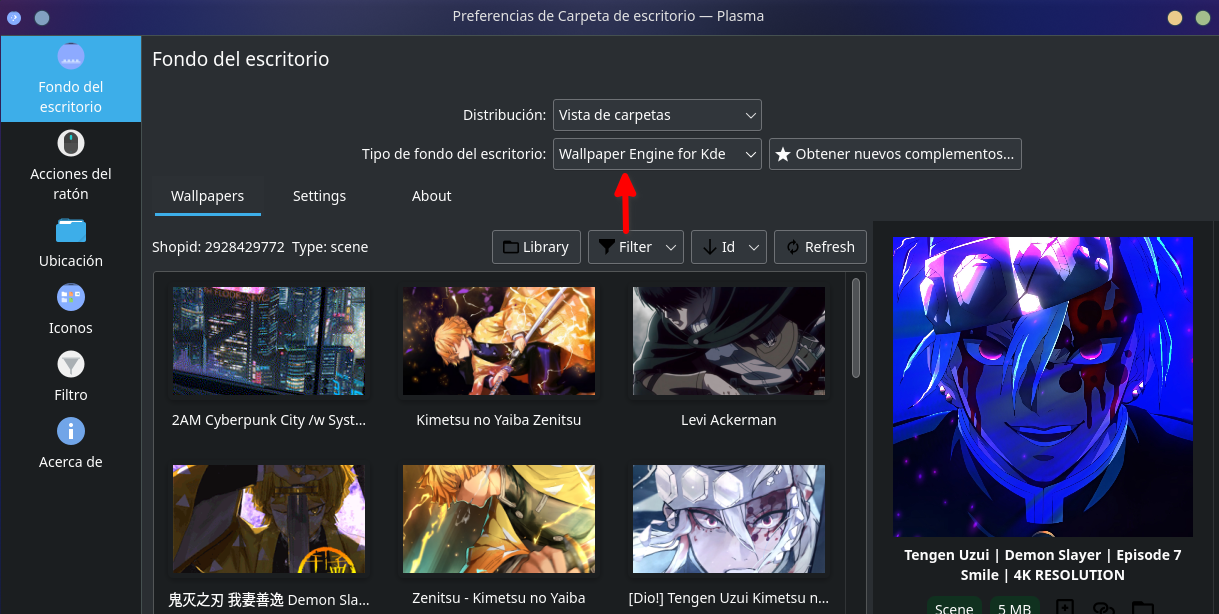 Preferencias de Carpeta de escritorio — Plasma
Fondo del
escritorio
Acciones del
ratón
Ubicación
Iconos
Filtro
Acerca de
Fondo del escritorio
Distribución: Vista de carpetas
Tipo de fondo del escritorio: Wallpaper Engine for Kde Obtener nuevos complementos...
Wallpapers Settings About
Shopid: 2928429772 Type: scene Library Filter Id Refresh
2AM Cyberpunk City /w Syst... Kimetsu no Yaiba Zenitsu Levi Ackerman
鬼灭之刃 我妻善逸 Demon Sla... Zenitsu - Kimetsu no Yaiba [Dio!] Tengen Uzui Kimetsu n...
Tengen Uzui | Demon Slayer | Episode 7
Smile | 4K RESOLUTION
Scene 5 MB